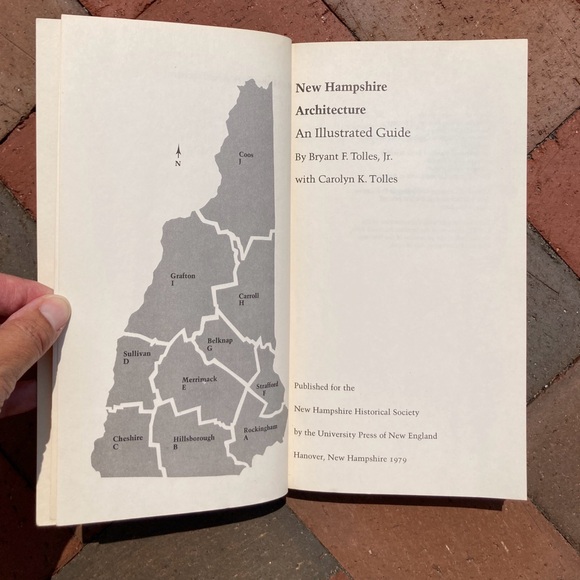 N
Coos
J
Grafton
I
Carroll
H
Belknap
G
Sullivan
D
Merrimack
E
Strafford
F
Cheshire
C
Hillsborough
B
Rockingham
A
New Hampshire
Architecture
An Illustrated Guide
By Bryant F. Tolles, Jr.
with Carolyn K. Tolles
Published for the
New Hampshire Historical Society
by the University Press of New England
Hanover, New Hampshire 1979